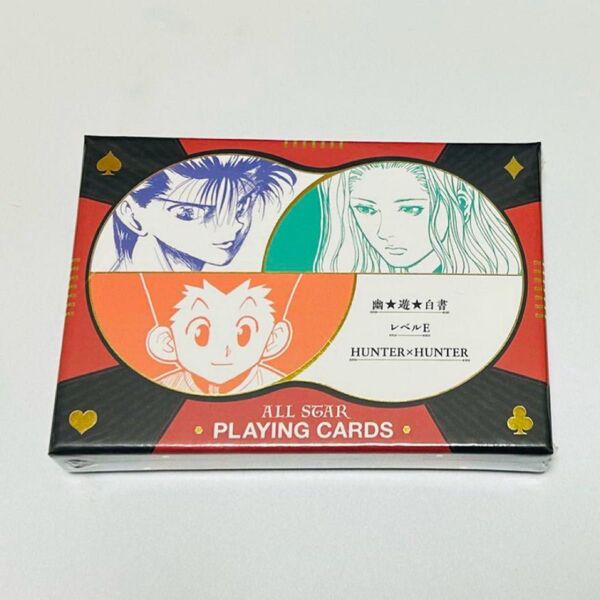 幽★遊★白書
レベルE
HUNTER×HUNTER
ALL STAR
PLAYING CARDS